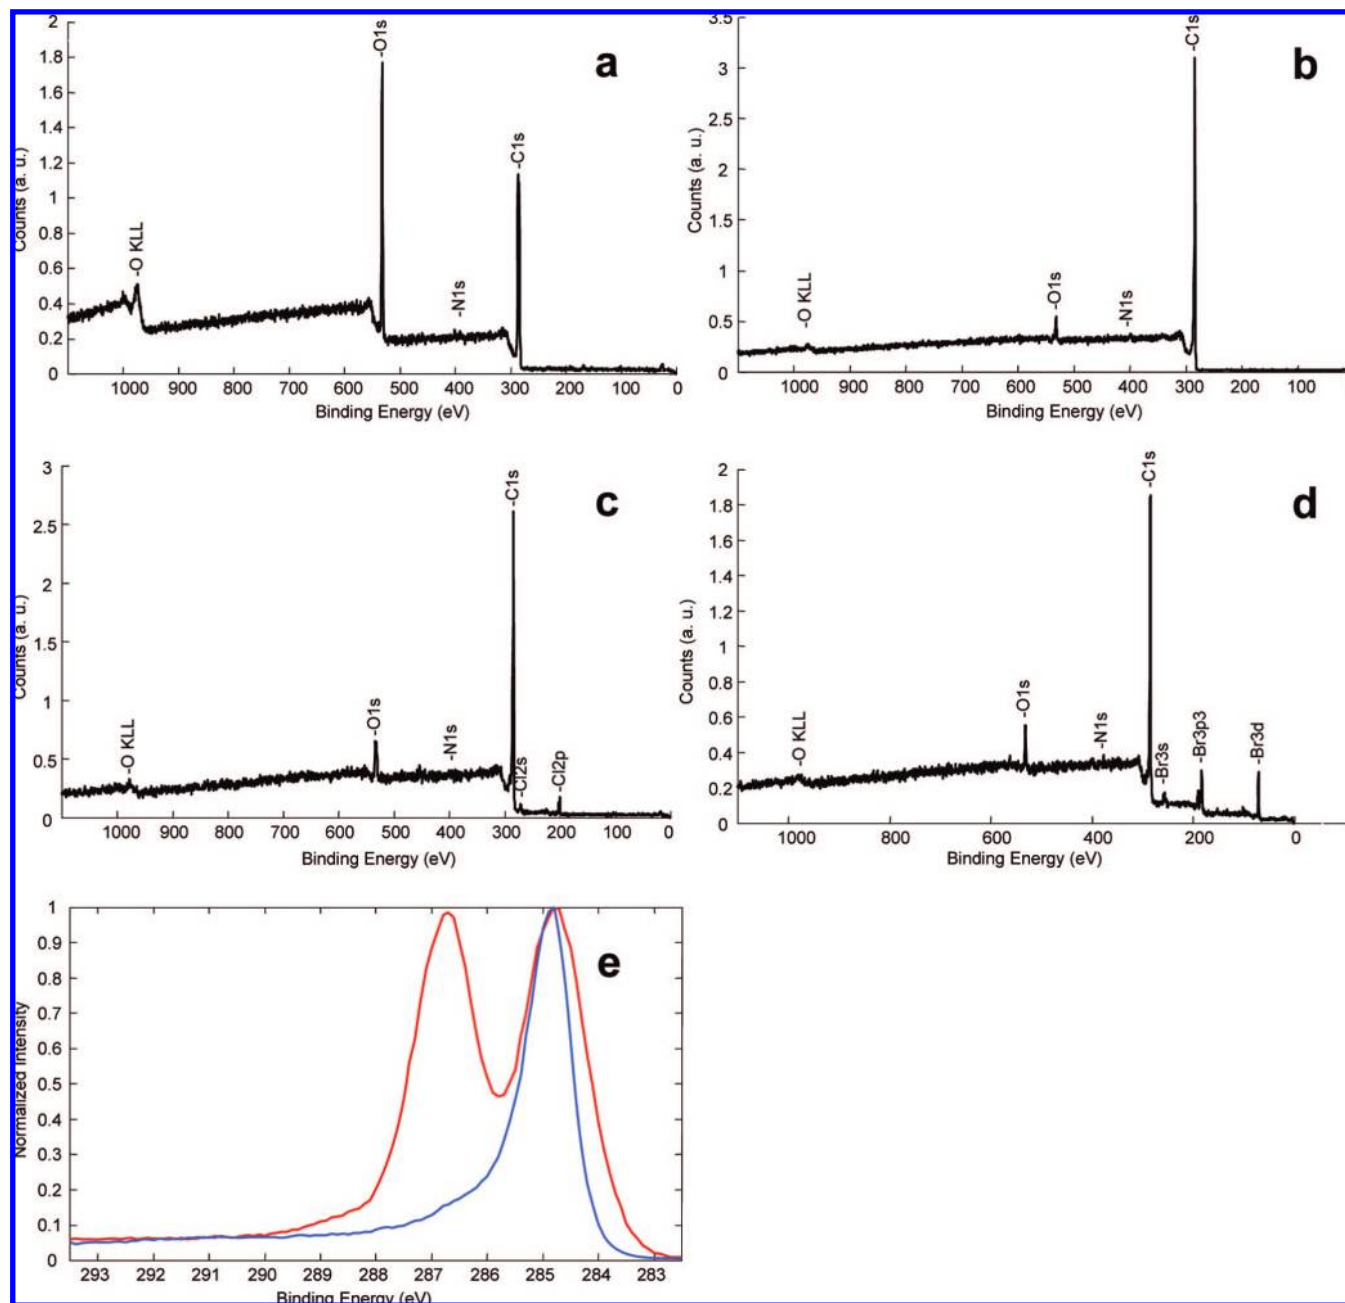 a
2
1.8
1.6
1.4
1.2
1
0.8
0.6
0.4
0.2
0
Counts (a. u.)
-O KLL
-O1s
-N1s
-C1s
1000 900 800 700 600 500 400 300 200 100 0
Binding Energy (eV)
b
3.5
3
2.5
2
1.5
1
0.5
0
Counts (a. u.)
-O KLL
-O1s
-N1s
-C1s
1000 900 800 700 600 500 400 300 200 100
Binding Energy (eV)
c
3
2.5
2
1.5
1
0.5
0
Counts (a. u.)
-O KLL
-O1s
-N1s
-C1s
-Cl2s
-Cl2p
1000 900 800 700 600 500 400 300 200 100 0
Binding Energy (eV)
d
2
1.8
1.6
1.4
1.2
1
0.8
0.6
0.4
0.2
0
Counts (a. u.)
-O KLL
-O1s
-N1s
-C1s
-Br3s
-Br3p3
-Br3d
1000 800 600 400 200 0
Binding Energy (eV)
e
1
0.9
0.8
0.7
0.6
0.5
0.4
0.3
0.2
0.1
0
Normalized Intensity
293 292 291 290 289 288 287 286 285 284 283
Binding Energy (eV)